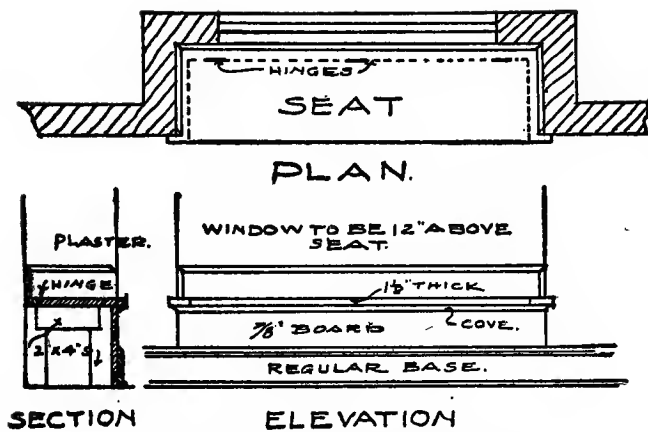 HINGES
SEAT
PLAN.
PLASTER.
HINGE
2"X4"S
SECTION
WINDOW TO BE 12" ABOVE
SEAT.
1½" THICK
7/8" BOARD
COVE.
REGULAR BASE.
ELEVATION